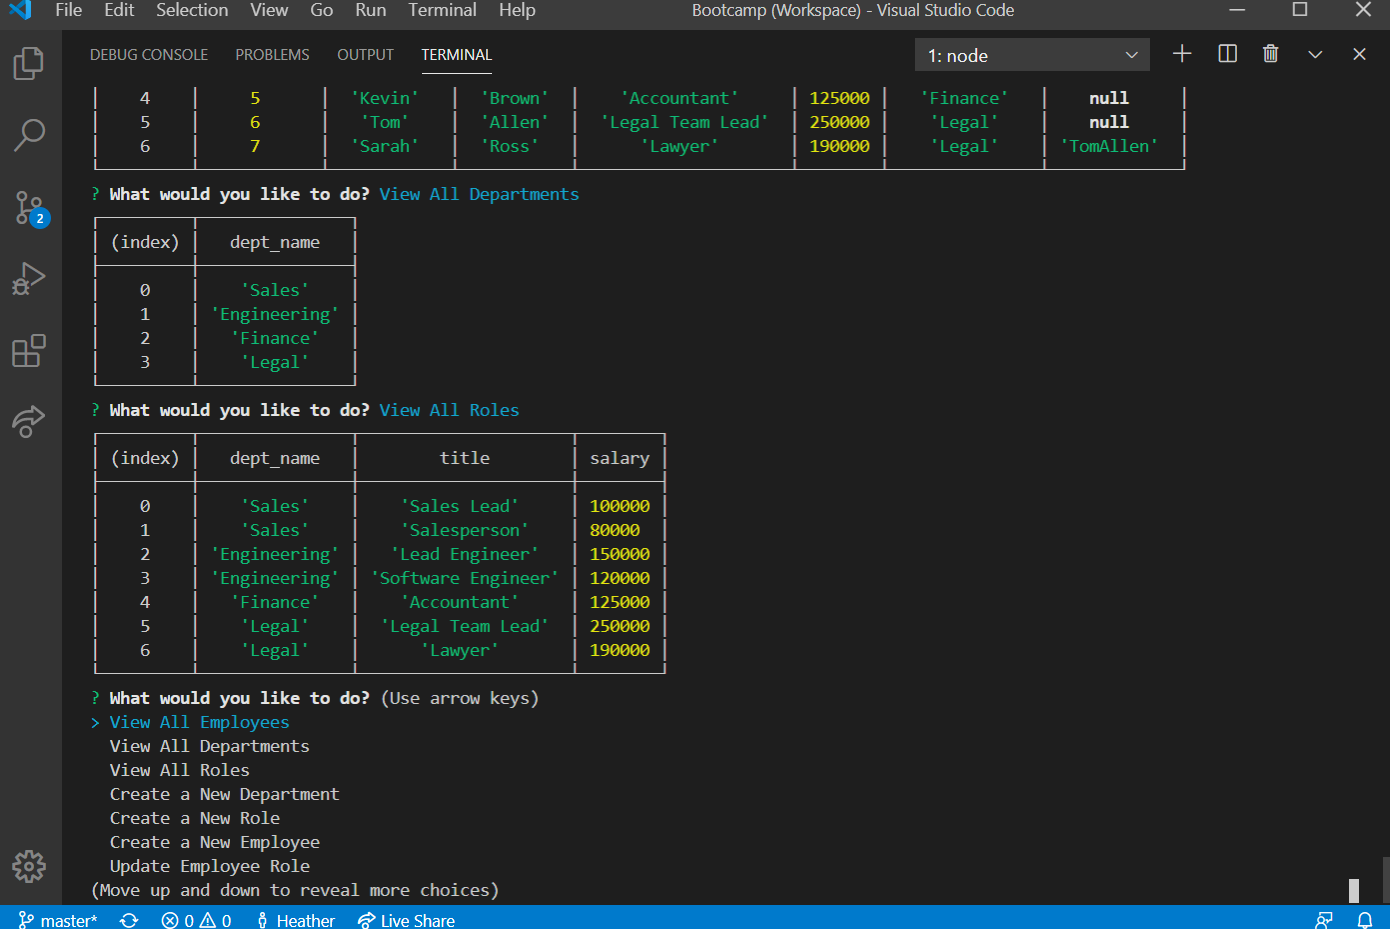 File Edit Selection View Go Run Terminal Help Bootcamp (Workspace) - Visual Studio Code
DEBUG CONSOLE PROBLEMS OUTPUT TERMINAL 1: node
4 5 'Kevin' 'Brown' 'Accountant' 125000 'Finance' null
5 6 'Tom' 'Allen' 'Legal Team Lead' 250000 'Legal' null
6 7 'Sarah' 'Ross' 'Lawyer' 190000 'Legal' 'TomAllen'
? What would you like to do? View All Departments
(index) dept_name
0 'Sales'
1 'Engineering'
2 'Finance'
3 'Legal'
? What would you like to do? View All Roles
(index) dept_name title salary
0 'Sales' 'Sales Lead' 100000
1 'Sales' 'Salesperson' 80000
2 'Engineering' 'Lead Engineer' 150000
3 'Engineering' 'Software Engineer' 120000
4 'Finance' 'Accountant' 125000
5 'Legal' 'Legal Team Lead' 250000
6 'Legal' 'Lawyer' 190000
? What would you like to do? (Use arrow keys)
> View All Employees
View All Departments
View All Roles
Create a New Department
Create a New Role
Create a New Employee
Update Employee Role
(Move up and down to reveal more choices)
2
master* 0 0 Heather Live Share